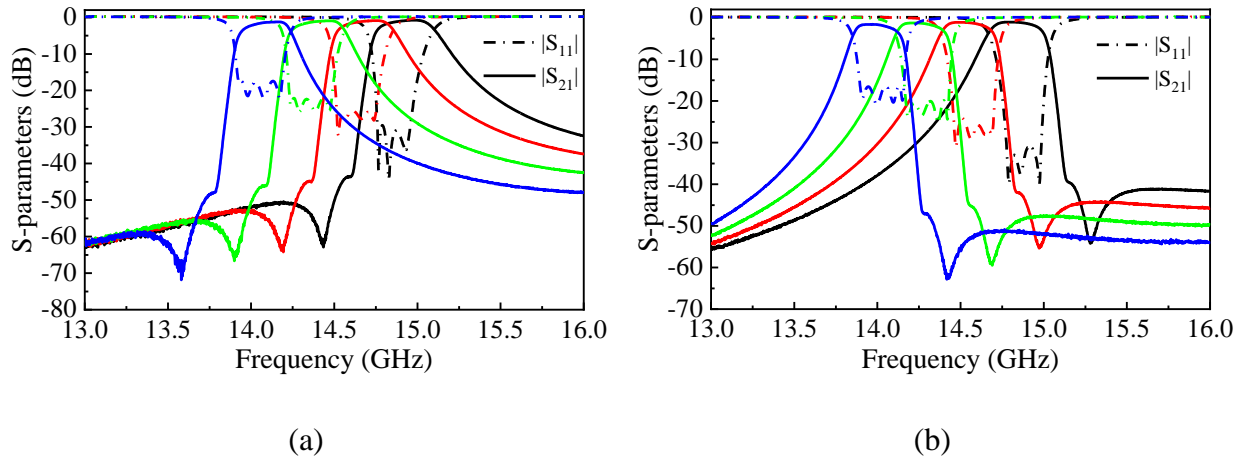 0
-10
-20
-30
-40
-50
-60
-70
-80
S-parameters (dB)
|S11|
|S21|
13.0 13.5 14.0 14.5 15.0 15.5 16.0
Frequency (GHz)
(a)
0
-10
-20
-30
-40
-50
-60
-70
S-parameters (dB)
|S11|
|S21|
13.0 13.5 14.0 14.5 15.0 15.5 16.0
Frequency (GHz)
(b)